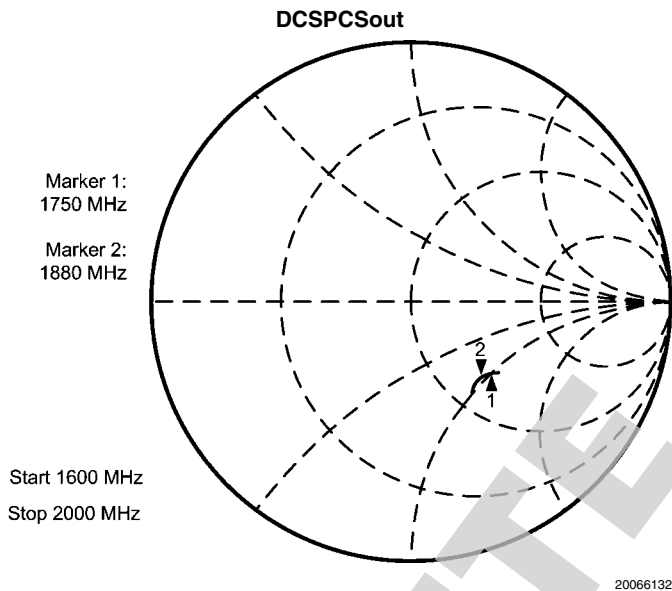 DCSPCSout
Marker 1:
1750 MHz
Marker 2:
1880 MHz
2
1
Start 1600 MHz
Stop 2000 MHz
20066132